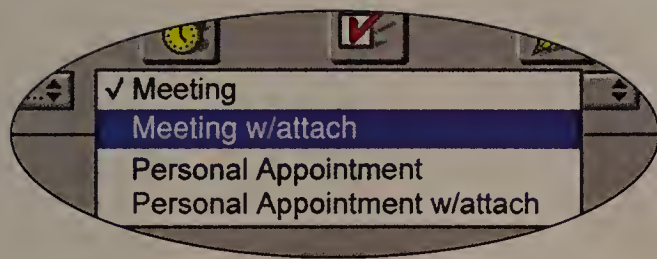 ✓ Meeting
Meeting w/attach
Personal Appointment
Personal Appointment w/attach